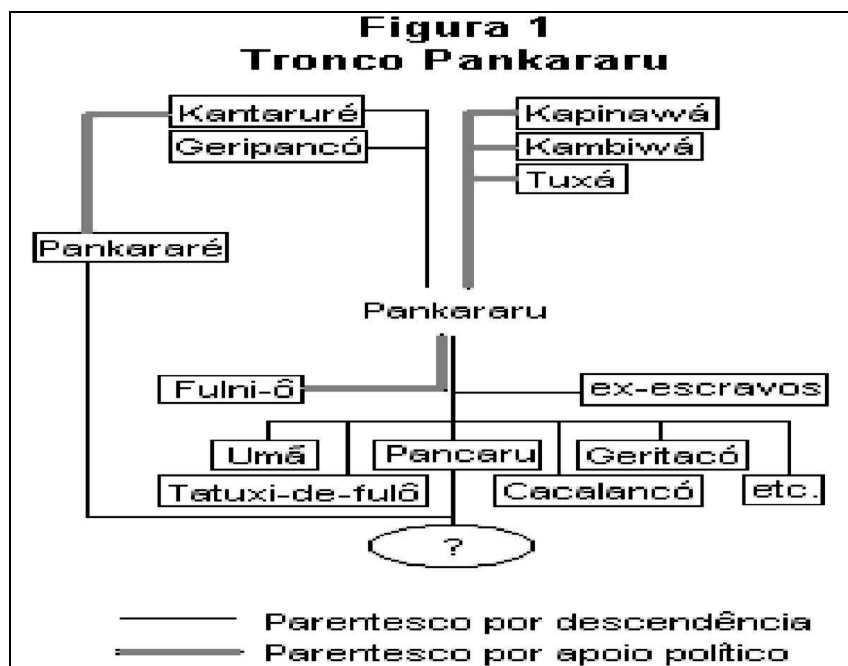 Figura 1
Tronco Pankararu
Kantaruré
Geripancó
Kapinawá
Kambiwá
Tuxá
Pankararé
Pankararu
Fulni-ô
ex-escravos
Umã
Pancaru
Geritacó
Tatuxi-de-fulô
Cacalancó
etc.
?
Parentesco por descendência
Parentesco por apoio político